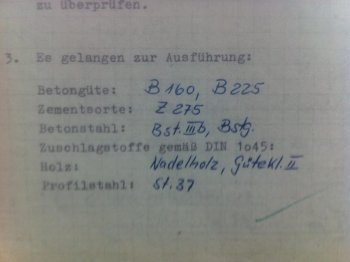 zu überprüfen.
3. Es gelangen zur Ausführung:
Betongüte: B 160, B 225
Zementsorte: Z 275
Betonstahl: Bst. IIIb, Bstg.
Zuschlagstoffe gemäß DIN 1o45:
Holz: Nadelholz, Gütekl. II
Profilstahl: St. 37